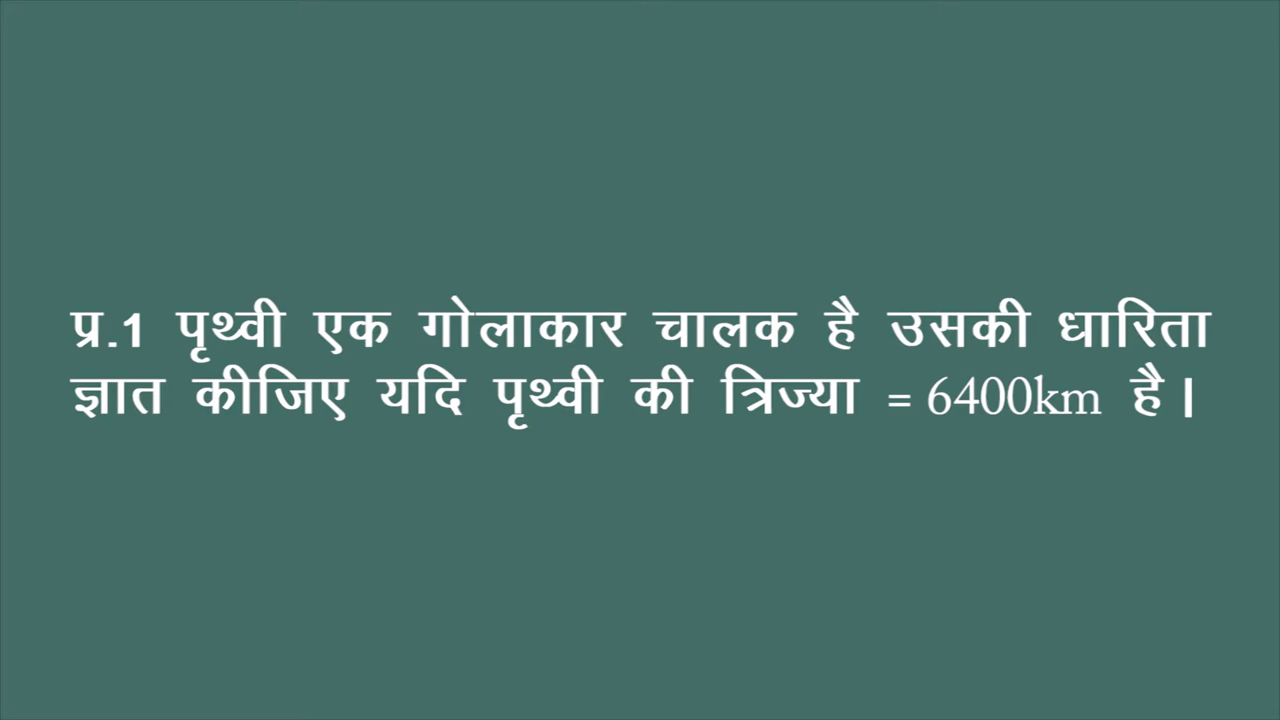 प्र.1 पृथ्वी एक गोलाकार चालक है उसकी धारिता
ज्ञात कीजिए यदि पृथ्वी की त्रिज्या = 6400km है।